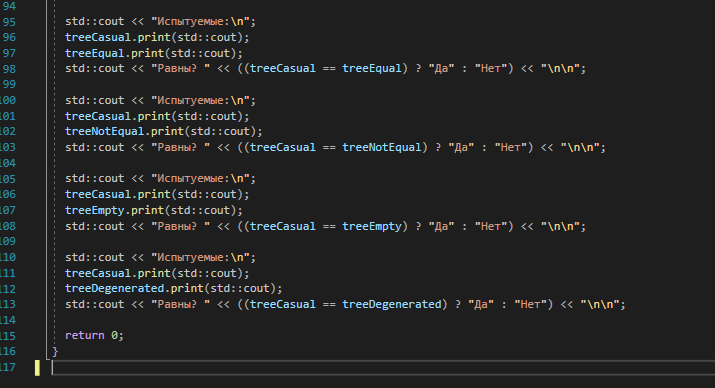 94
95 std::cout << "Испытуемые:\n";
96 treeCasual.print(std::cout);
97 treeEqual.print(std::cout);
98 std::cout << "Равны? " << ((treeCasual == treeEqual) ? "Да" : "Нет") << "\n\n";
99
100 std::cout << "Испытуемые:\n";
101 treeCasual.print(std::cout);
102 treeNotEqual.print(std::cout);
103 std::cout << "Равны? " << ((treeCasual == treeNotEqual) ? "Да" : "Нет") << "\n\n";
104
105 std::cout << "Испытуемые:\n";
106 treeCasual.print(std::cout);
107 treeEmpty.print(std::cout);
108 std::cout << "Равны? " << ((treeCasual == treeEmpty) ? "Да" : "Нет") << "\n\n";
109
110 std::cout << "Испытуемые:\n";
111 treeCasual.print(std::cout);
112 treeDegenerated.print(std::cout);
113 std::cout << "Равны? " << ((treeCasual == treeDegenerated) ? "Да" : "Нет") << "\n\n";
114
115 return 0;
116 }
117